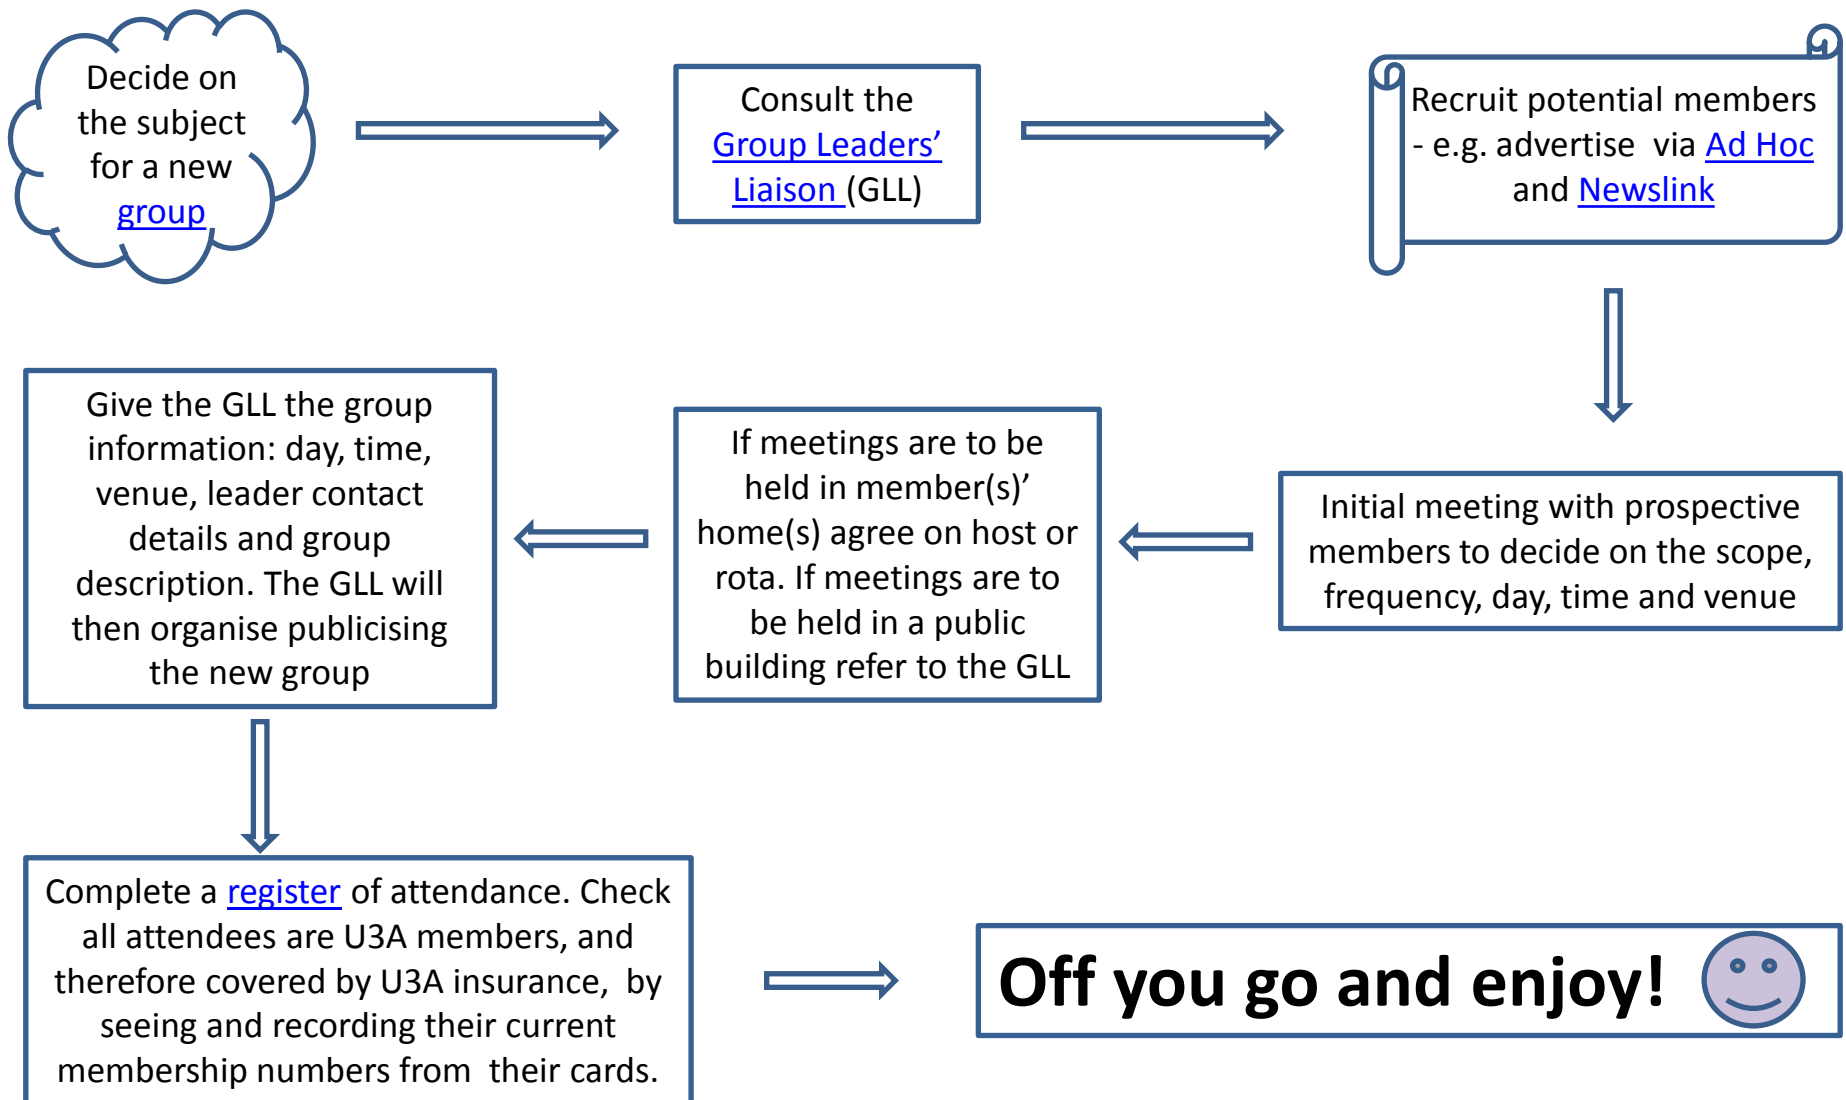 Decide on
the subject
for a new
group
Consult the
Group Leaders’
Liaison (GLL)
Recruit potential members
- e.g. advertise  via Ad Hoc
and Newslink
Initial meeting with prospective
members to decide on the scope,
frequency, day, time and venue
If meetings are to be
held in member(s)’
home(s) agree on host or
rota. If meetings are to
be held in a public
building refer to the GLL
Give the GLL the group
information: day, time,
venue, leader contact
details and group
description. The GLL will
then organise publicising
the new group
Complete a register of attendance. Check
all attendees are U3A members, and
therefore covered by U3A insurance,  by
seeing and recording their current
membership numbers from  their cards.
Off you go and enjoy!